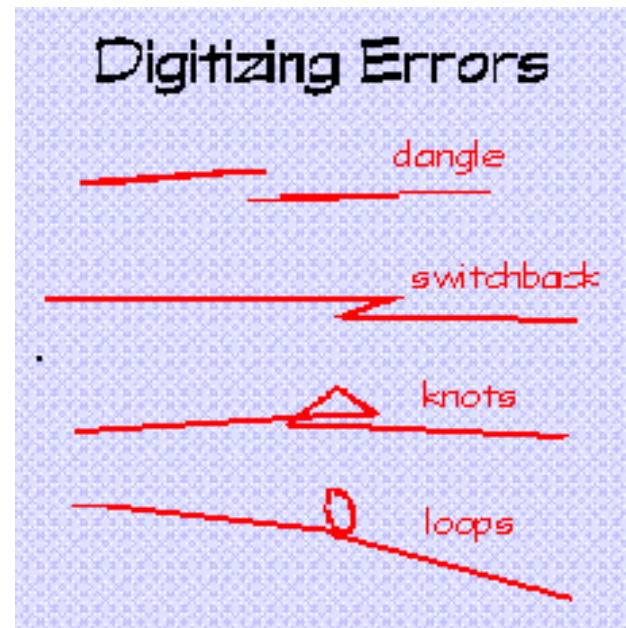 Digitizing Errors
dangle
switchback
knots
loops